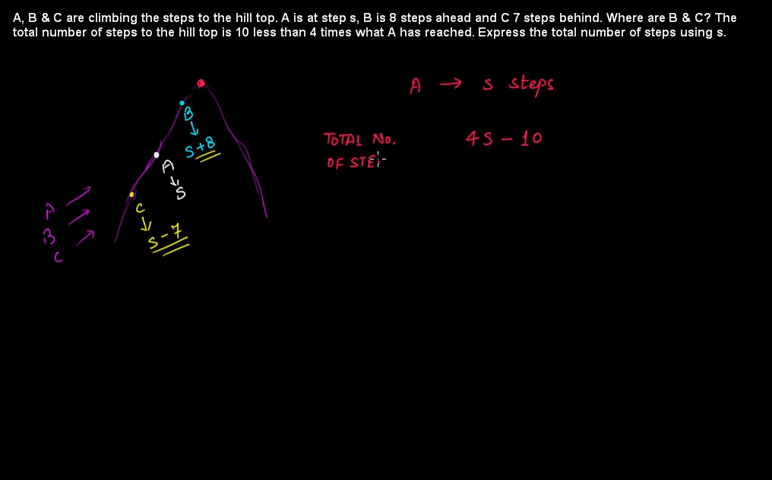 A, B & C are climbing the steps to the hill top. A is at step s, B is 8 steps ahead and C 7 steps behind. Where are B & C? The
total number of steps to the hill top is 10 less than 4 times what A has reached. Express the total number of steps using s.
A → s steps
B
↓
s+8
TOTAL NO. 4s - 10
OF STEP
A
↓
s
C
↓
s-7
A
B
C